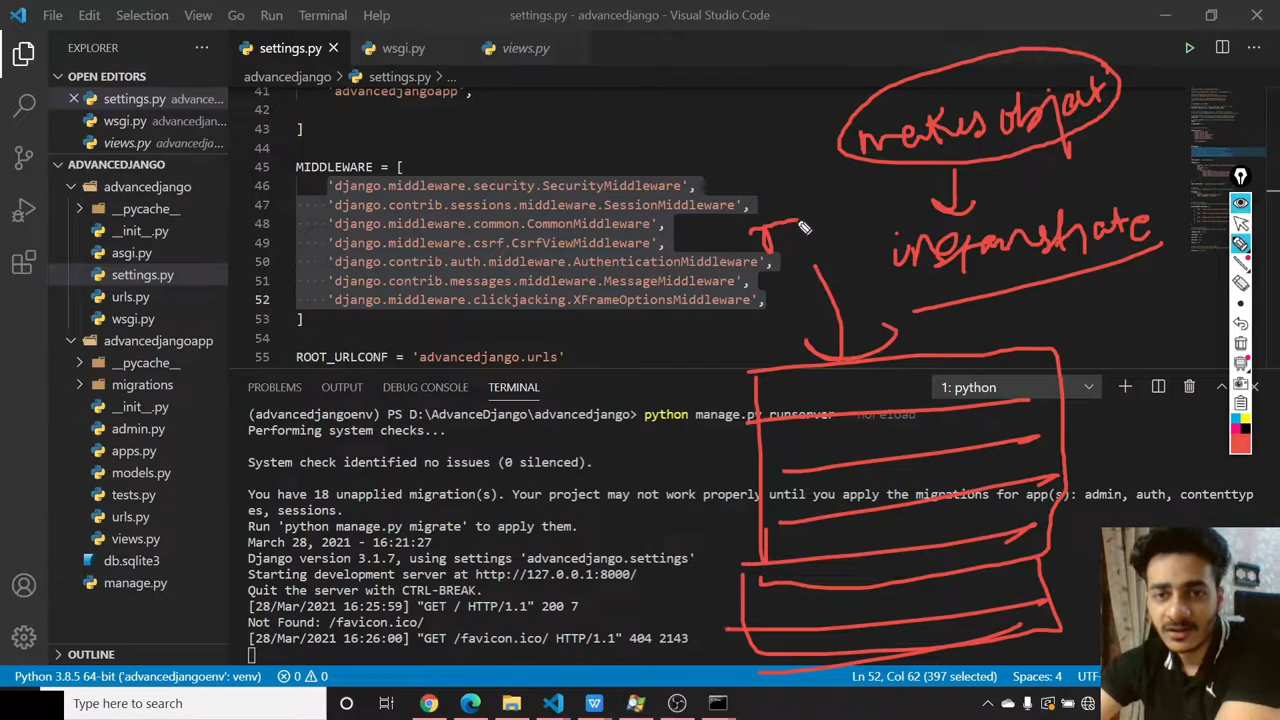 File Edit Selection View Go Run Terminal Help settings.py - advancedjango - Visual Studio Code
EXPLORER
settings.py
wsgi.py
views.py
OPEN EDITORS
settings.py advance...
wsgi.py advancedja...
views.py advancedja...
ADVANCEDJANGO
advancedjango
__pycache__
__init__.py
asgi.py
settings.py
urls.py
wsgi.py
advancedjangoapp
__pycache__
migrations
__init__.py
admin.py
apps.py
models.py
tests.py
urls.py
views.py
db.sqlite3
manage.py
OUTLINE
advancedjango > settings.py > ...
41 'advancedjangoapp',
42
43 ]
44
45 MIDDLEWARE = [
46 'django.middleware.security.SecurityMiddleware',
47 'django.contrib.sessions.middleware.SessionMiddleware',
48 'django.middleware.common.CommonMiddleware',
49 'django.middleware.csrf.CsrfViewMiddleware',
50 'django.contrib.auth.middleware.AuthenticationMiddleware',
51 'django.contrib.messages.middleware.MessageMiddleware',
52 'django.middleware.clickjacking.XFrameOptionsMiddleware',
53 ]
54
55 ROOT_URLCONF = 'advancedjango.urls'
makes object
PROBLEMS OUTPUT DEBUG CONSOLE TERMINAL 1: python
(advancedjangoenv) PS D:\AdvanceDjango\advancedjango> python manage.py runserver --noreload
Performing system checks...
System check identified no issues (0 silenced).
You have 18 unapplied migration(s). Your project may not work properly until you apply the migrations for app(s): admin, auth, contenttyp
es, sessions.
Run 'python manage.py migrate' to apply them.
March 28, 2021 - 16:21:27
Django version 3.1.7, using settings 'advancedjango.settings'
Starting development server at http://127.0.0.1:8000/
Quit the server with CTRL-BREAK.
[28/Mar/2021 16:25:59] "GET / HTTP/1.1" 200 7
Not Found: /favicon.ico/
[28/Mar/2021 16:26:00] "GET /favicon.ico/ HTTP/1.1" 404 2143
Python 3.8.5 64-bit ('advancedjangoenv': venv) 0 0 Ln 52, Col 62 (397 selected) Spaces: 4 UTF-
Type here to search